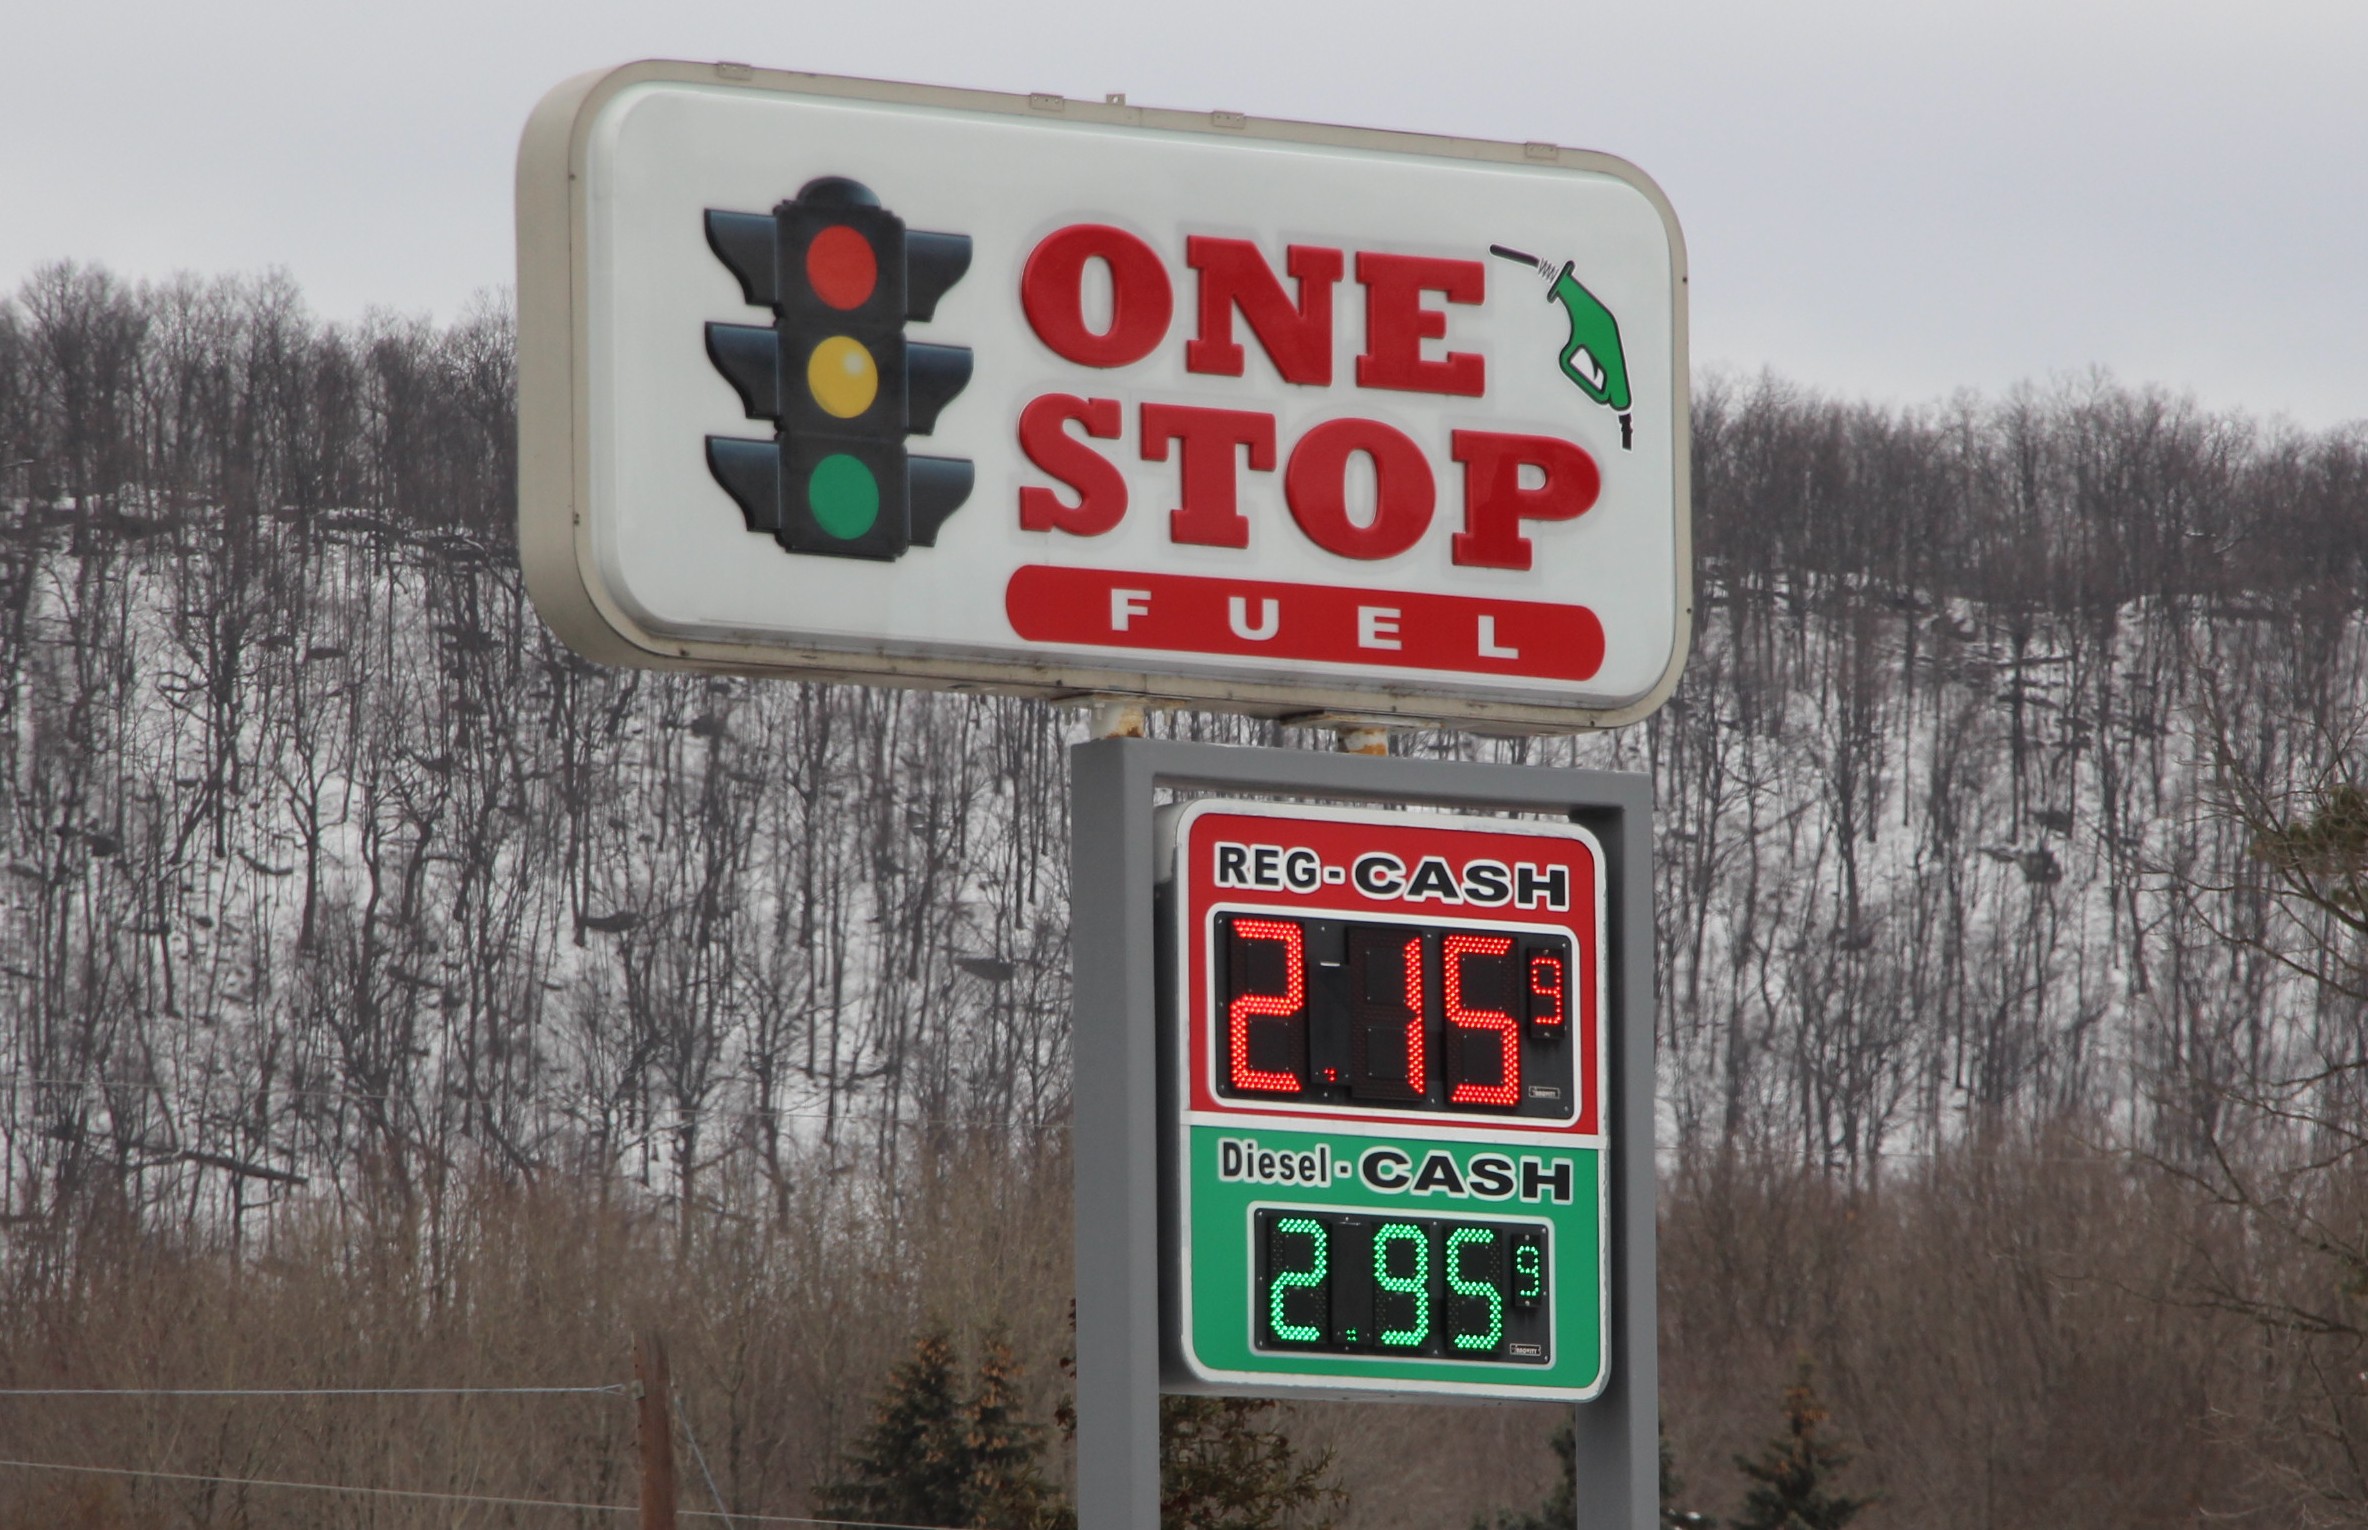 ONE
STOP
FUEL
REG-CASH
2.15 9
Diesel-CASH
2.95 9